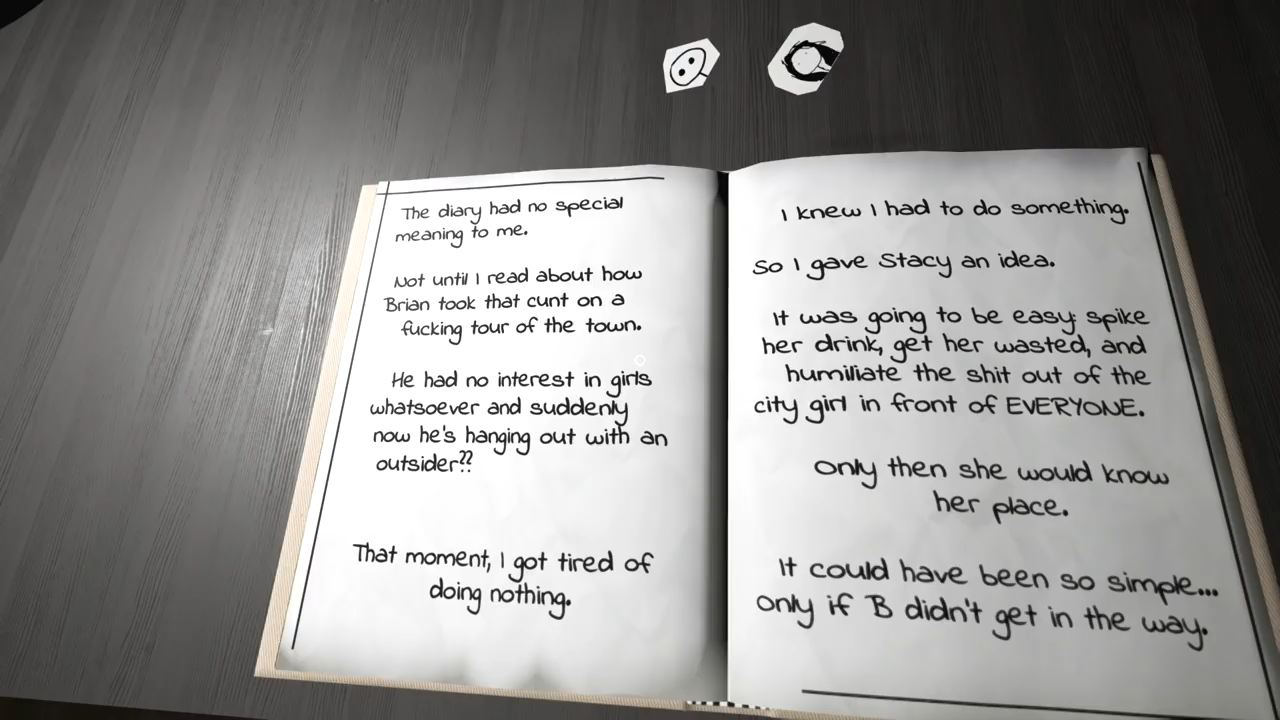 The diary had no special
meaning to me.
Not until I read about how
Brian took that cunt on a
fucking tour of the town.
He had no interest in girls
whatsoever and suddenly
now he's hanging out with an
outsider??
That moment, I got tired of
doing nothing.
I knew I had to do something.
So I gave Stacy an idea.
It was going to be easy: spike
her drink, get her wasted, and
humiliate the shit out of the
city girl in front of EVERYONE.
Only then she would know
her place.
It could have been so simple...
only if B didn't get in the way.